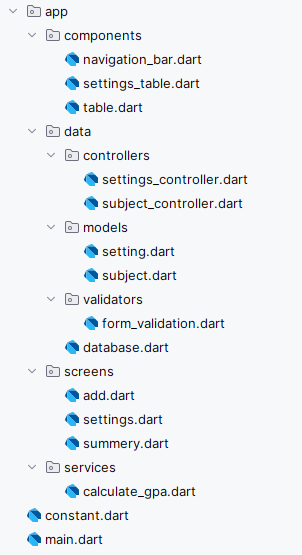 app
components
navigation_bar.dart
settings_table.dart
table.dart
data
controllers
settings_controller.dart
subject_controller.dart
models
setting.dart
subject.dart
validators
form_validation.dart
database.dart
screens
add.dart
settings.dart
summery.dart
services
calculate_gpa.dart
constant.dart
main.dart